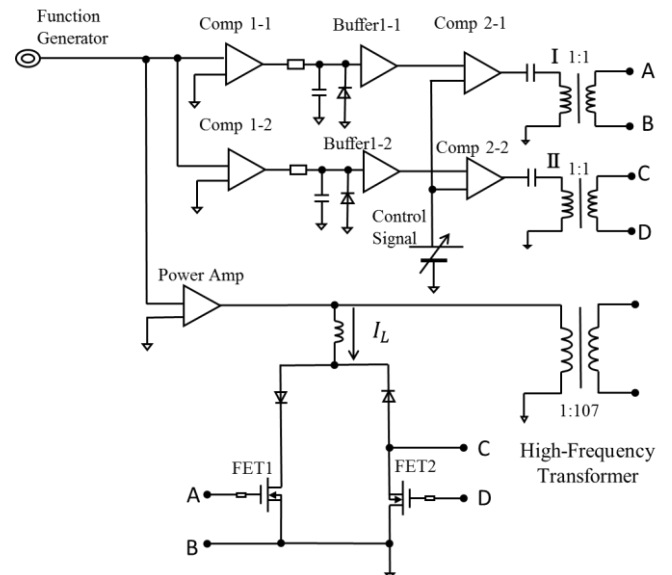 Function
Generator
Comp 1-1
Buffer1-1
Comp 2-1
I 1:1
A
B
Comp 1-2
Buffer1-2
Comp 2-2
II 1:1
C
D
Control
Signal
Power Amp
I_L
1:107
High-Frequency
Transformer
C
FET1
FET2
A
D
B